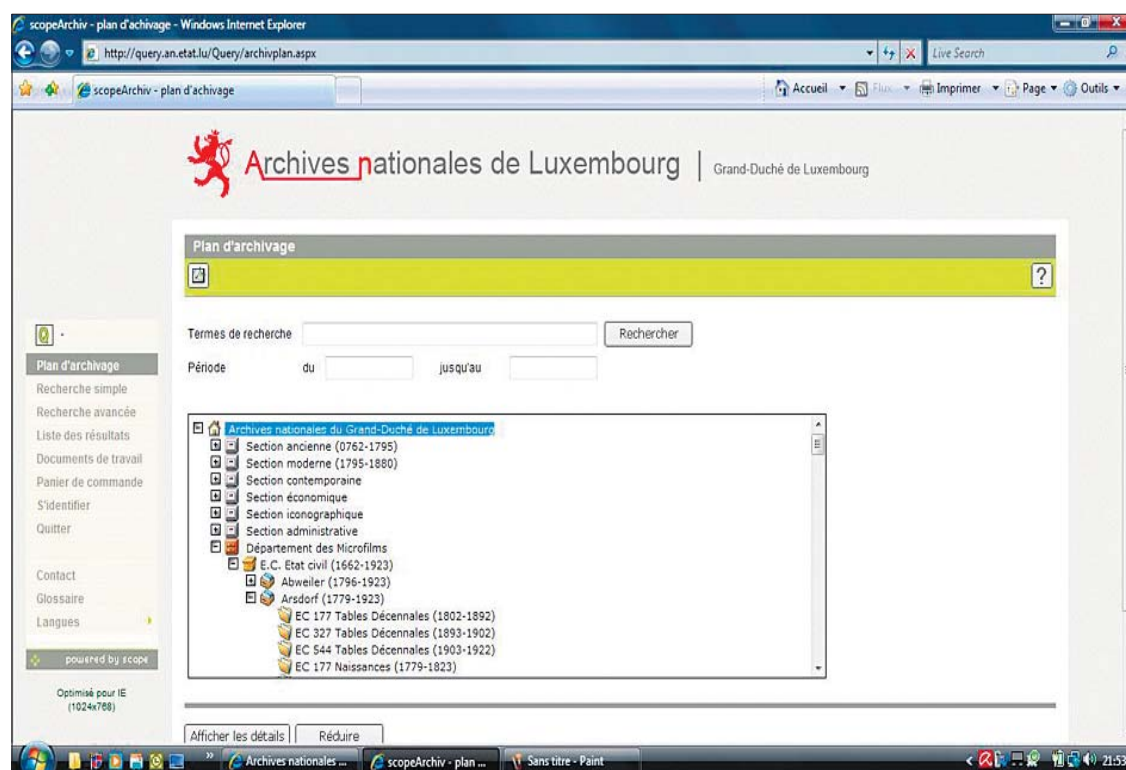 scopeArchiv - plan d'achivage - Windows Internet Explorer
http://query.an.etat.lu/Query/archivplan.aspx
Live Search
scopeArchiv - plan d'achivage
Accueil Flux Imprimer Page Outils
Archives nationales de Luxembourg | Grand-Duché de Luxembourg
Plan d'archivage
?
Termes de recherche
Rechercher
Période du jusqu'au
Q -
Plan d'archivage
Recherche simple
Recherche avancée
Liste des résultats
Documents de travail
Panier de commande
S'identifier
Quitter
Contact
Glossaire
Langues
powered by scope
Optimisé pour IE
(1024x768)
Archives nationales du Grand-Duché de Luxembourg
Section ancienne (0762-1795)
Section moderne (1795-1880)
Section contemporaine
Section économique
Section iconographique
Section administrative
Département des Microfilms
E.C. Etat civil (1662-1923)
Abweiler (1796-1923)
Arsdorf (1779-1923)
EC 177 Tables Décennales (1802-1892)
EC 327 Tables Décennales (1893-1902)
EC 544 Tables Décennales (1903-1922)
EC 177 Naissances (1779-1823)
Afficher les détails Réduire
Archives nationales ... scopeArchiv - plan ... Sans titre - Paint 21:53